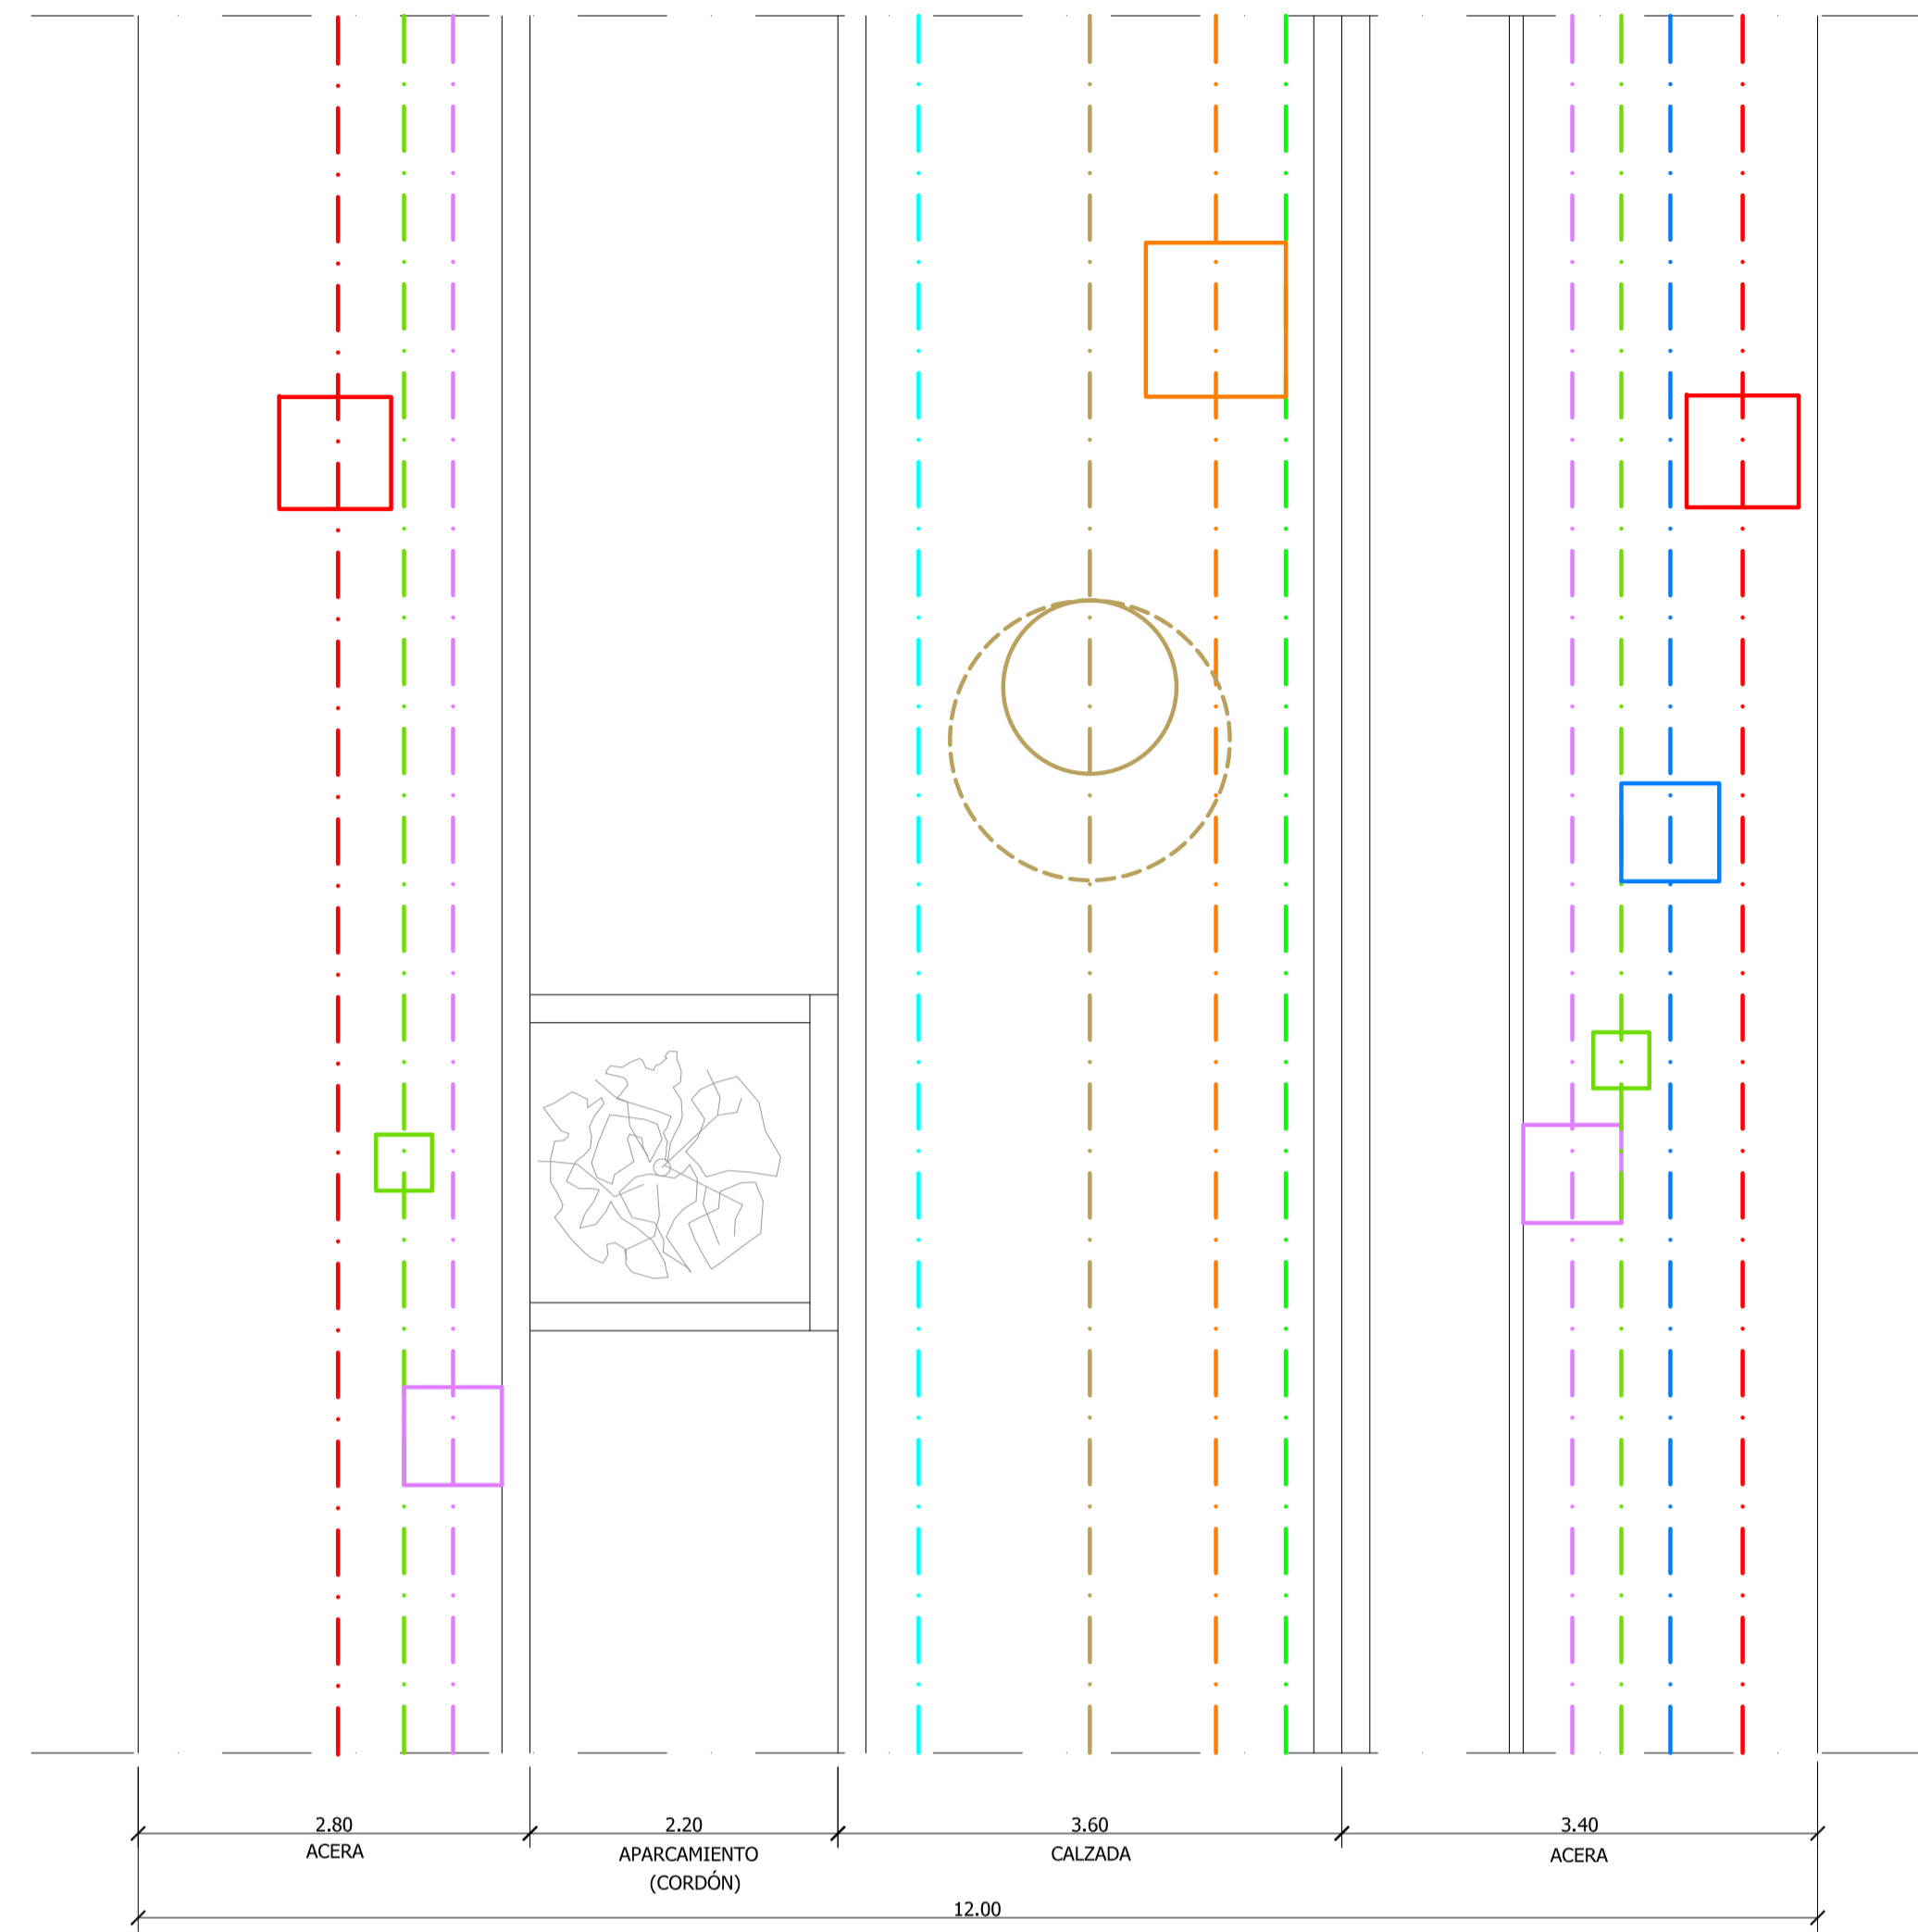 2.80
2.20
3.60
3.40
ACERA
APARCAMIENTO
(CORDÓN)
CALZADA
ACERA
12.00